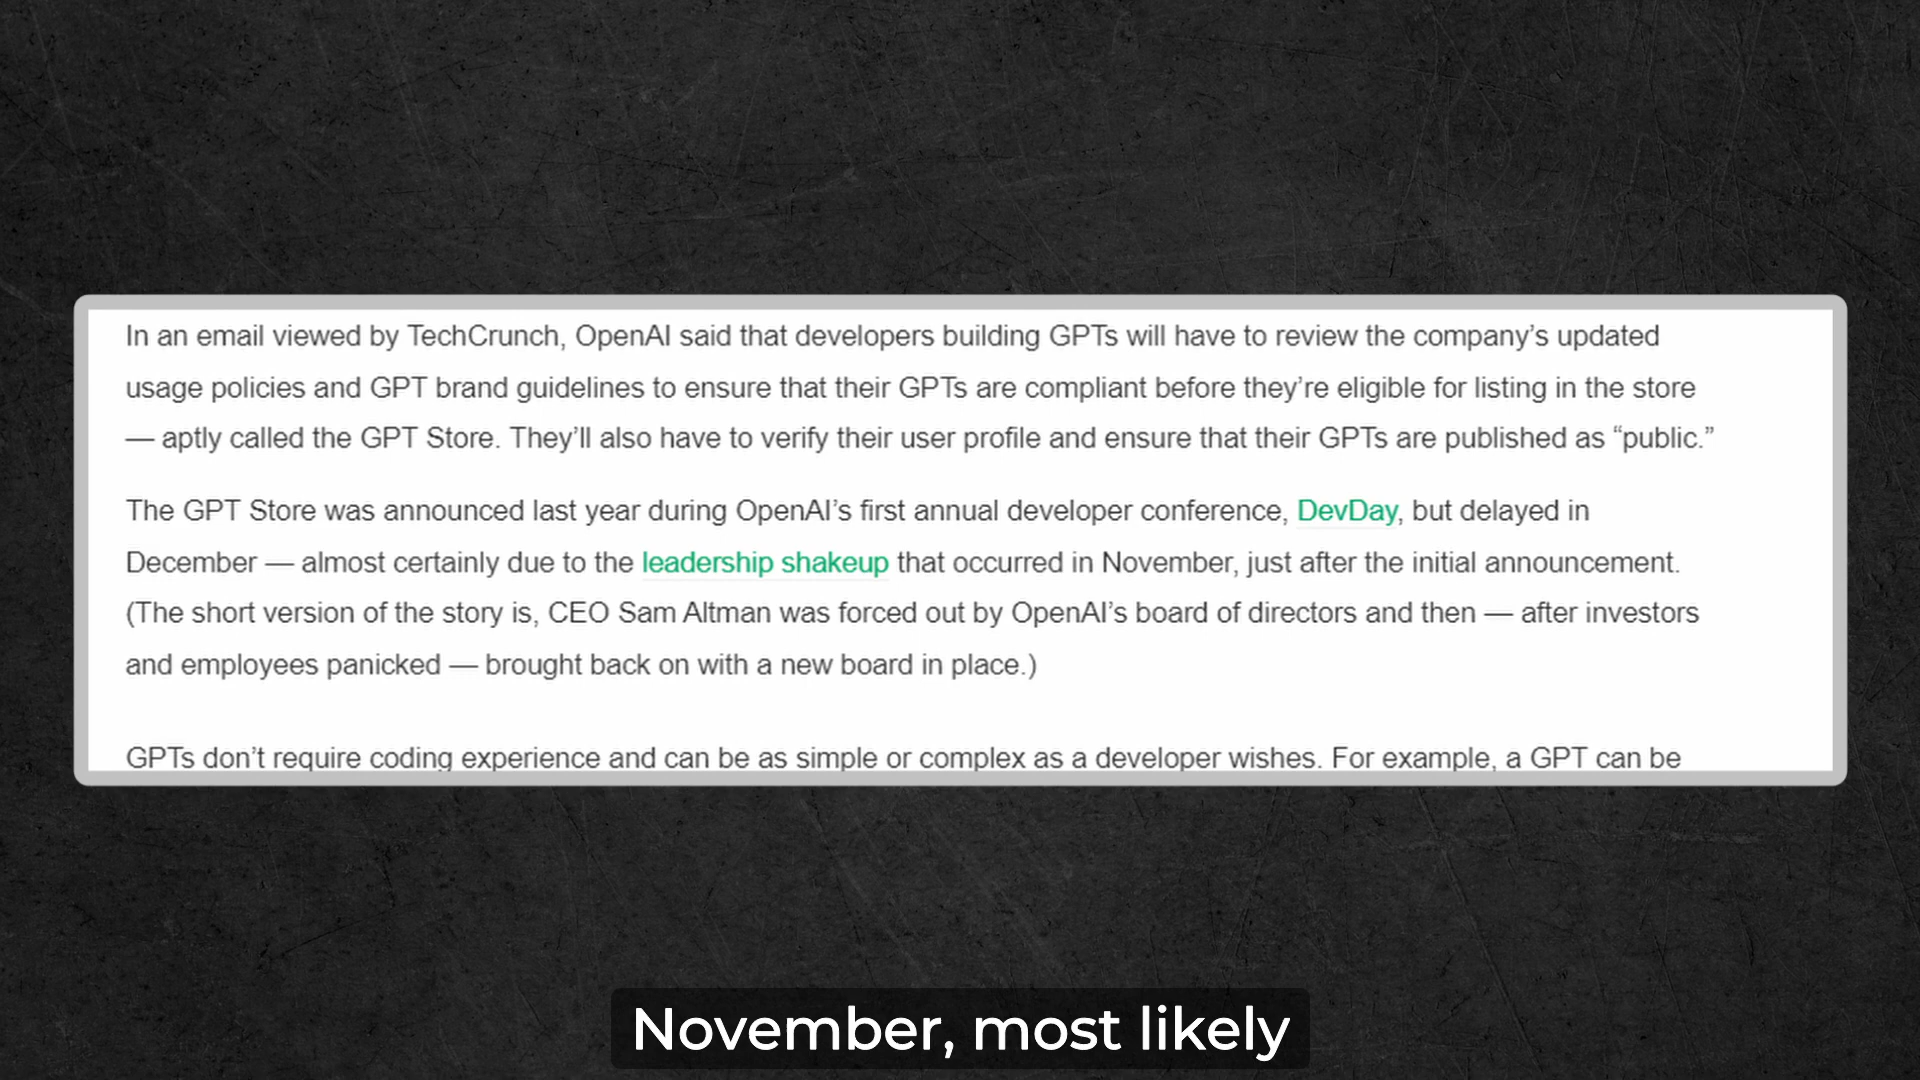 In an email viewed by TechCrunch, OpenAI said that developers building GPTs will have to review the company’s updated
usage policies and GPT brand guidelines to ensure that their GPTs are compliant before they’re eligible for listing in the store
— aptly called the GPT Store. They’ll also have to verify their user profile and ensure that their GPTs are published as “public.”
The GPT Store was announced last year during OpenAI’s first annual developer conference, DevDay, but delayed in
December — almost certainly due to the leadership shakeup that occurred in November, just after the initial announcement.
(The short version of the story is, CEO Sam Altman was forced out by OpenAI’s board of directors and then — after investors
and employees panicked — brought back on with a new board in place.)
GPTs don’t require coding experience and can be as simple or complex as a developer wishes. For example, a GPT can be
November, most likely